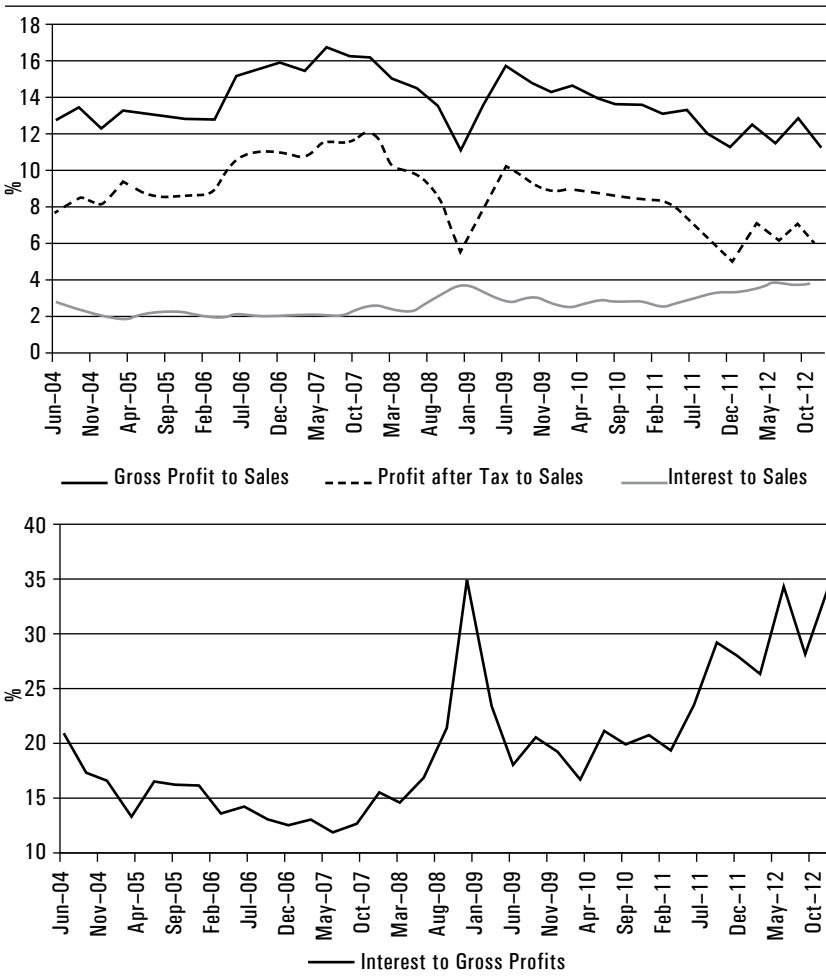 18
16
14
12
10
8
6
4
2
0
%
Jun–04
Nov–04
Apr–05
Sep–05
Feb–06
Jul–06
Dec–06
May–07
Oct–07
Mar–08
Aug–08
Jan–09
Jun–09
Nov–09
Apr–10
Sep–10
Feb–11
Jul–11
Dec–11
May–12
Oct–12
Gross Profit to Sales Profit after Tax to Sales Interest to Sales
40
35
30
25
20
15
10
%
Jun–04
Nov–04
Apr–05
Sep–05
Feb–06
Jul–06
Dec–06
May–07
Oct–07
Mar–08
Aug–08
Jan–09
Jun–09
Nov–09
Apr–10
Sep–10
Feb–11
Jul–11
Dec–11
May–12
Oct–12
Interest to Gross Profits